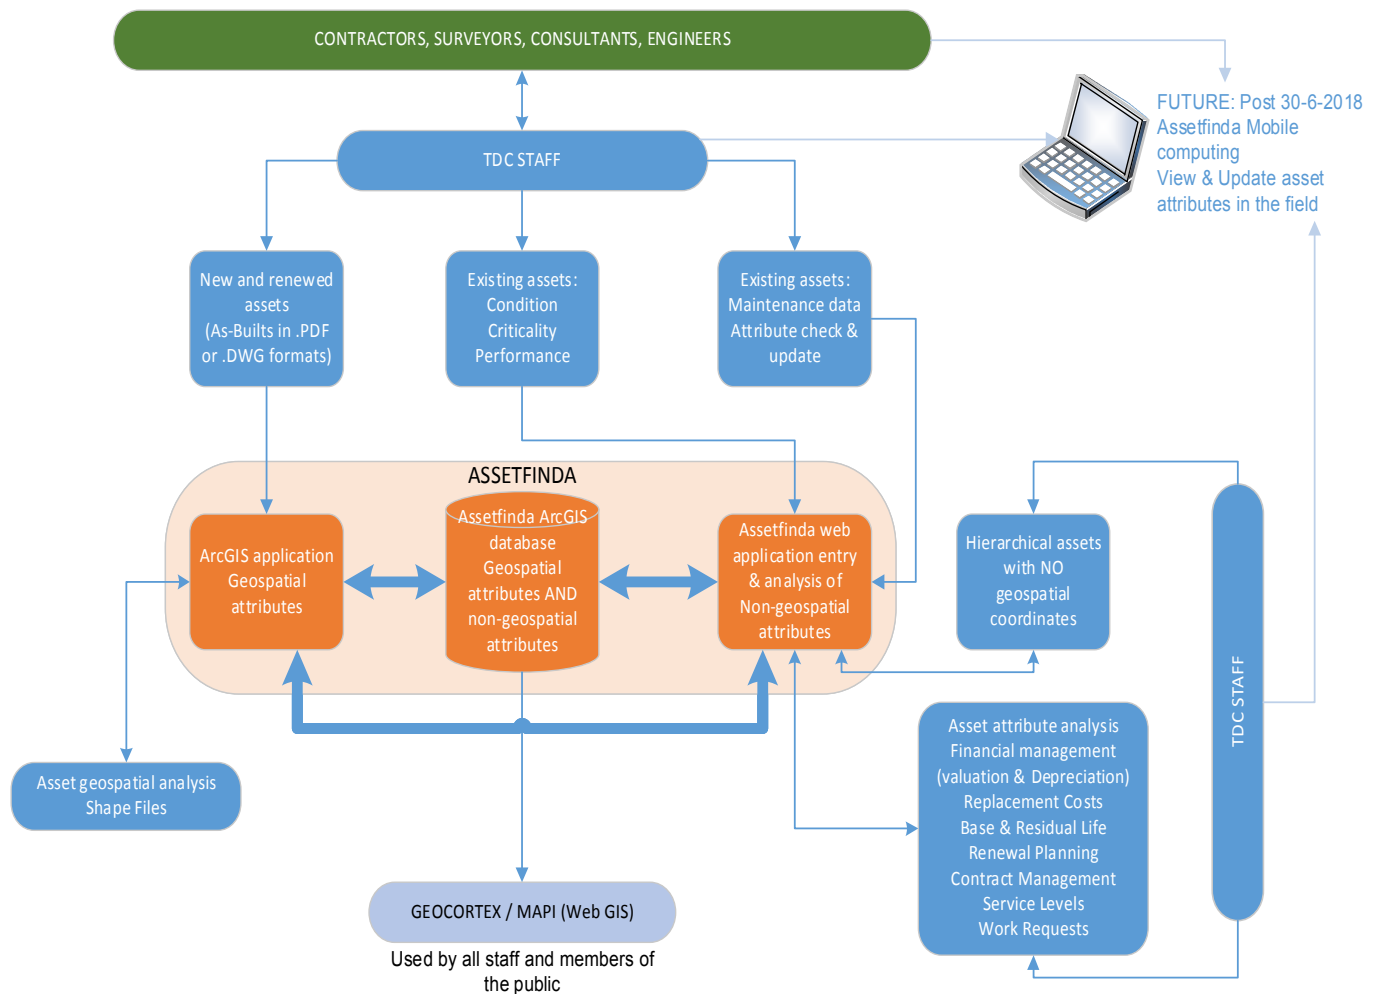 CONTRACTORS, SURVEYORS, CONSULTANTS, ENGINEERS
FUTURE: Post 30-6-2018
Assetfinda Mobile
computing
View & Update asset
attributes in the field
TDC STAFF
New and renewed
assets
(As-Builts in .PDF
or .DWG formats)
Existing assets:
Condition
Criticality
Performance
Existing assets:
Maintenance data
Attribute check &
update
ASSETFINDA
ArcGIS application
Geospatial
attributes
Assetfinda ArcGIS
database
Geospatial
attributes AND
non-geospatial
attributes
Assetfinda web
application entry
& analysis of
Non-geospatial
attributes
Hierarchical assets
with NO
geospatial
coordinates
TDC STAFF
Asset geospatial analysis
Shape Files
Asset attribute analysis
Financial management
(valuation & Depreciation)
Replacement Costs
Base & Residual Life
Renewal Planning
Contract Management
Service Levels
Work Requests
GEOCORTEX / MAPI (Web GIS)
Used by all staff and members of
the public